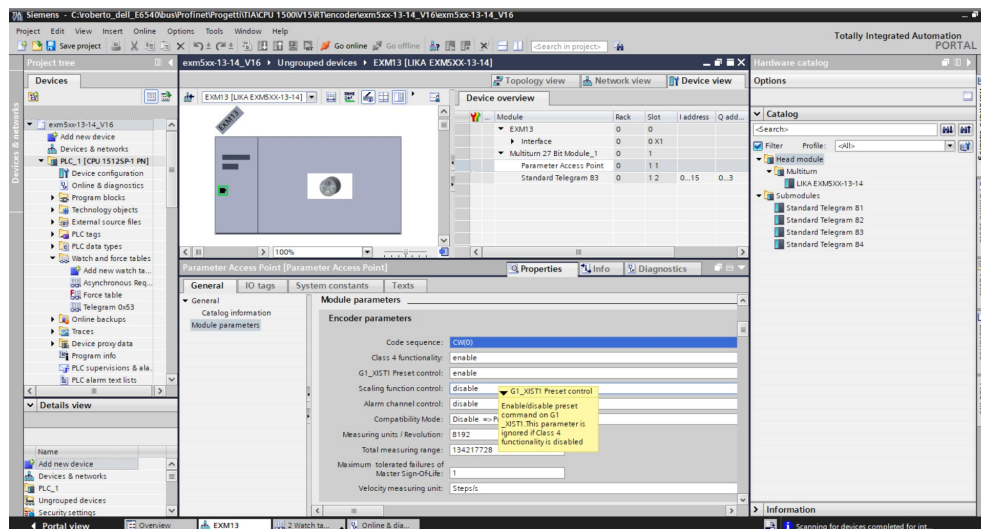 Siemens - C:\roberto_dell_E6540\bus\Profinet\Progetti\TIA\CPU 1500\V15\RT\encoder\exm5xx-13-14_V16\exm5xx-13-14_V16
Project Edit View Insert Online Options Tools Window Help
Totally Integrated Automation
PORTAL
Save project
Go online
Go offline
<Search in project>
Project tree
Devices
exm5xx-13-14_V16
Add new device
Devices & networks
PLC_1 [CPU 1512SP-1 PN]
Device configuration
Online & diagnostics
Program blocks
Technology objects
External source files
PLC tags
PLC data types
Watch and force tables
Add new watch ta...
Asynchronous Req...
Force table
Telegram 0x53
Online backups
Traces
Device proxy data
Program info
PLC supervisions & ala...
PLC alarm text lists
Details view
Name
Add new device
Devices & networks
PLC_1
Ungrouped devices
Security settings
Devices & networks
exm5xx-13-14_V16 Ungrouped devices EXM13 [LIKA EXM5XX-13-14]
Topology view Network view Device view
EXM13 [LIKA EXM5XX-13-14]
EXM13
100%
Device overview
... Module Rack Slot I address Q add...
EXM13 0 0
Interface 0 0 X1
Multiturn 27 Bit Module_1 0 1
Parameter Access Point 0 1 1
Standard Telegram 83 0 1 2 0...15 0...3
Parameter Access Point [Parameter Access Point]
Properties Info Diagnostics
General IO tags System constants Texts
General
Catalog information
Module parameters
Module parameters
Encoder parameters
Code sequence: CW(0)
Class 4 functionality: enable
G1_XIST1 Preset control: enable
Scaling function control: disable
Alarm channel control: disable
Compatibility Mode: Disable =>
Measuring units / Revolution: 8192
Total measuring range: 134217728
Maximum tolerated failures of
Master Sign-Of-Life: 1
Velocity measuring unit: Steps/s
G1_XIST1 Preset control
Enable/disable preset
command on G1
_XIST1.This parameter is
ignored if Class 4
functionality is disabled
Hardware catalog
Options
Catalog
<Search>
Filter Profile: <All>
Head module
Multiturn
LIKA EXM5XX-13-14
Submodules
Standard Telegram 81
Standard Telegram 82
Standard Telegram 83
Standard Telegram 84
Information
Portal view Overview EXM13 2 Watch ta... Online & dia...
Scanning for devices completed for int...